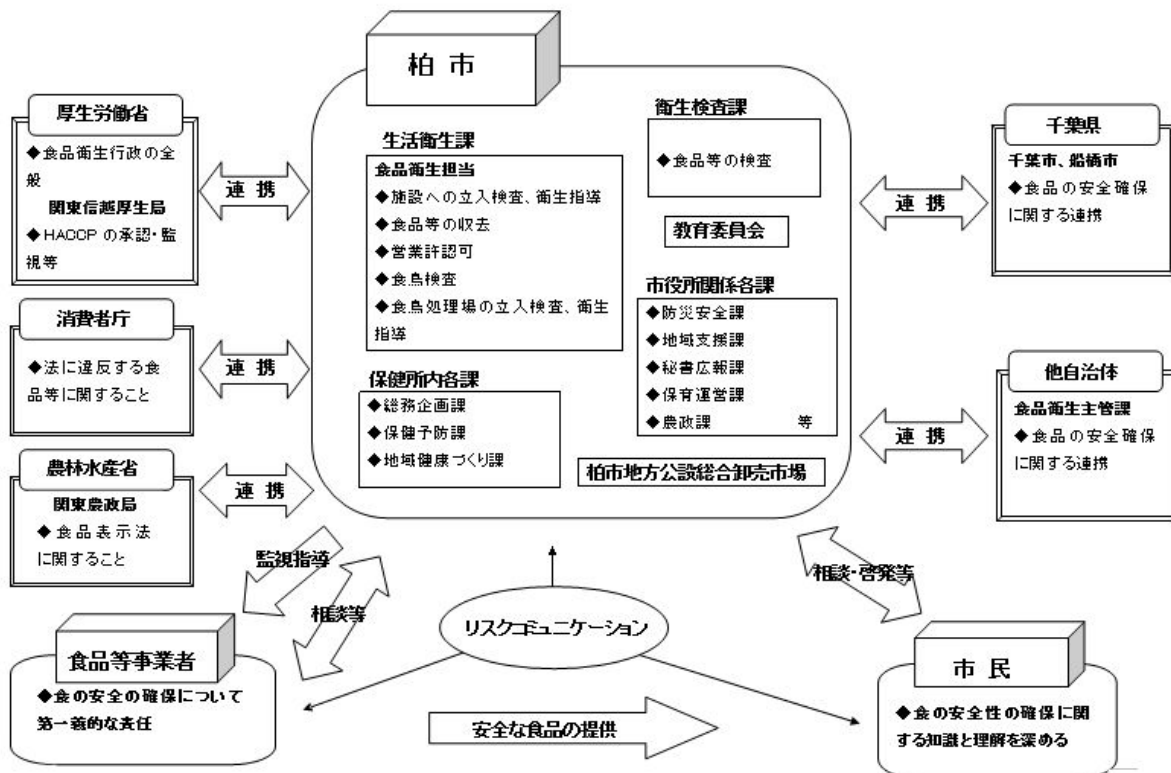 柏市
厚生労働省
◆食品衛生行政の全
般
関東信越厚生局
◆HACCPの承認・監
視等
連携
消費者庁
◆法に違反する食
品等に関すること
連携
農林水産省
関東農政局
◆食品表示法
に関すること
連携
生活衛生課
食品衛生担当
◆施設への立入検査、衛生指導
◆食品等の収去
◆営業許認可
◆食鳥検査
◆食鳥処理場の立入検査、衛生
指導
保健所内各課
◆総務企画課
◆保健予防課
◆地域健康づくり課
衛生検査課
◆食品等の検査
教育委員会
市役所関係各課
◆防災安全課
◆地域支援課
◆秘書広報課
◆保育運営課
◆農政課 等
柏市地方公設総合卸売市場
連携
千葉県
千葉市、船橋市
◆食品の安全確保
に関する連携
連携
他自治体
食品衛生主管課
◆食品の安全確保
に関する連携
監視指導
相談等
リスクコミュニケーション
相談・啓発等
食品等事業者
◆食の安全の確保について
第一義的な責任
安全な食品の提供
市民
◆食の安全性の確保に関
する知識と理解を深める